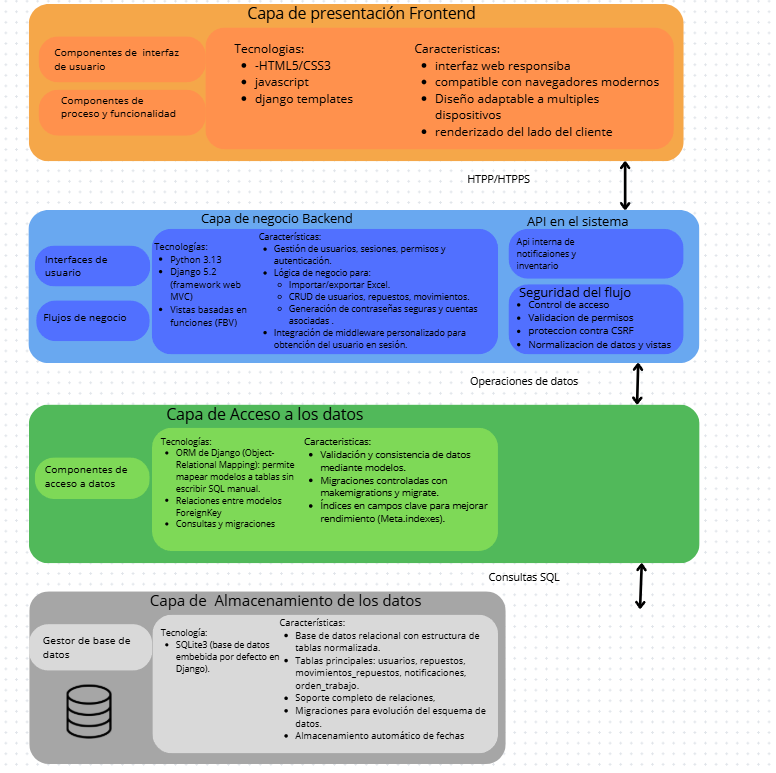 Capa de presentación Frontend
Componentes de interfaz
de usuario
Componentes de
proceso y funcionalidad
Tecnologias:
-HTML5/CSS3
javascript
django templates
Caracteristicas:
interfaz web responsiba
compatible con navegadores modernos
Diseño adaptable a multiples
dispositivos
renderizado del lado del cliente
HTPP/HTPPS
Capa de negocio Backend
Interfaces de
usuario
Flujos de negocio
Tecnologías:
Python 3.13
Django 5.2
(framework web
MVC)
Vistas basadas en
funciones (FBV)
Características:
Gestión de usuarios, sesiones, permisos y
autenticación.
Lógica de negocio para:
Importar/exportar Excel.
CRUD de usuarios, repuestos, movimientos.
Generación de contraseñas seguras y cuentas
asociadas .
Integración de middleware personalizado para
obtención del usuario en sesión.
API en el sistema
Api interna de
notificaiones y
inventario
Seguridad del flujo
Control de acceso
Validacion de permisos
proteccion contra CSRF
Normalizacion de datos y vistas
Operaciones de datos
Capa de Acceso a los datos
Componentes de
acceso a datos
Tecnologías:
ORM de Django (Object-
Relational Mapping): permite
mapear modelos a tablas sin
escribir SQL manual.
Relaciones entre modelos
ForeignKey
Consultas y migraciones
Caracteristicas:
Validación y consistencia de datos
mediante modelos.
Migraciones controladas con
makemigrations y migrate.
Índices en campos clave para mejorar
rendimiento (Meta.indexes).
Consultas SQL
Capa de Almacenamiento de los datos
Gestor de base de
datos
Tecnología:
SQLite3 (base de datos
embebida por defecto en
Django).
Características:
Base de datos relacional con estructura de
tablas normalizada.
Tablas principales: usuarios, repuestos,
movimientos_repuestos, notificaciones,
orden_trabajo.
Soporte completo de relaciones,
Migraciones para evolución del esquema de
datos.
Almacenamiento automático de fechas